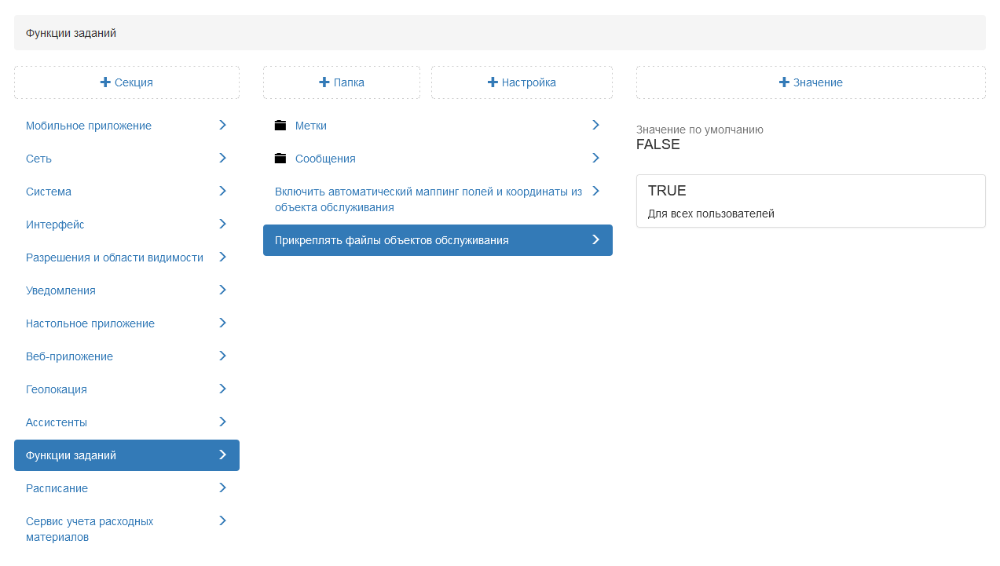 Функции заданий
Секция
Мобильное приложение
Сеть
Система
Интерфейс
Разрешения и области видимости
Уведомления
Настольное приложение
Веб-приложение
Геолокация
Ассистенты
Функции заданий
Расписание
Сервис учета расходных
материалов
Папка
Настройка
Метки
Сообщения
Включить автоматический маппинг полей и координаты из
объекта обслуживания
Прикреплять файлы объектов обслуживания
Значение
Значение по умолчанию
FALSE
TRUE
Для всех пользователей